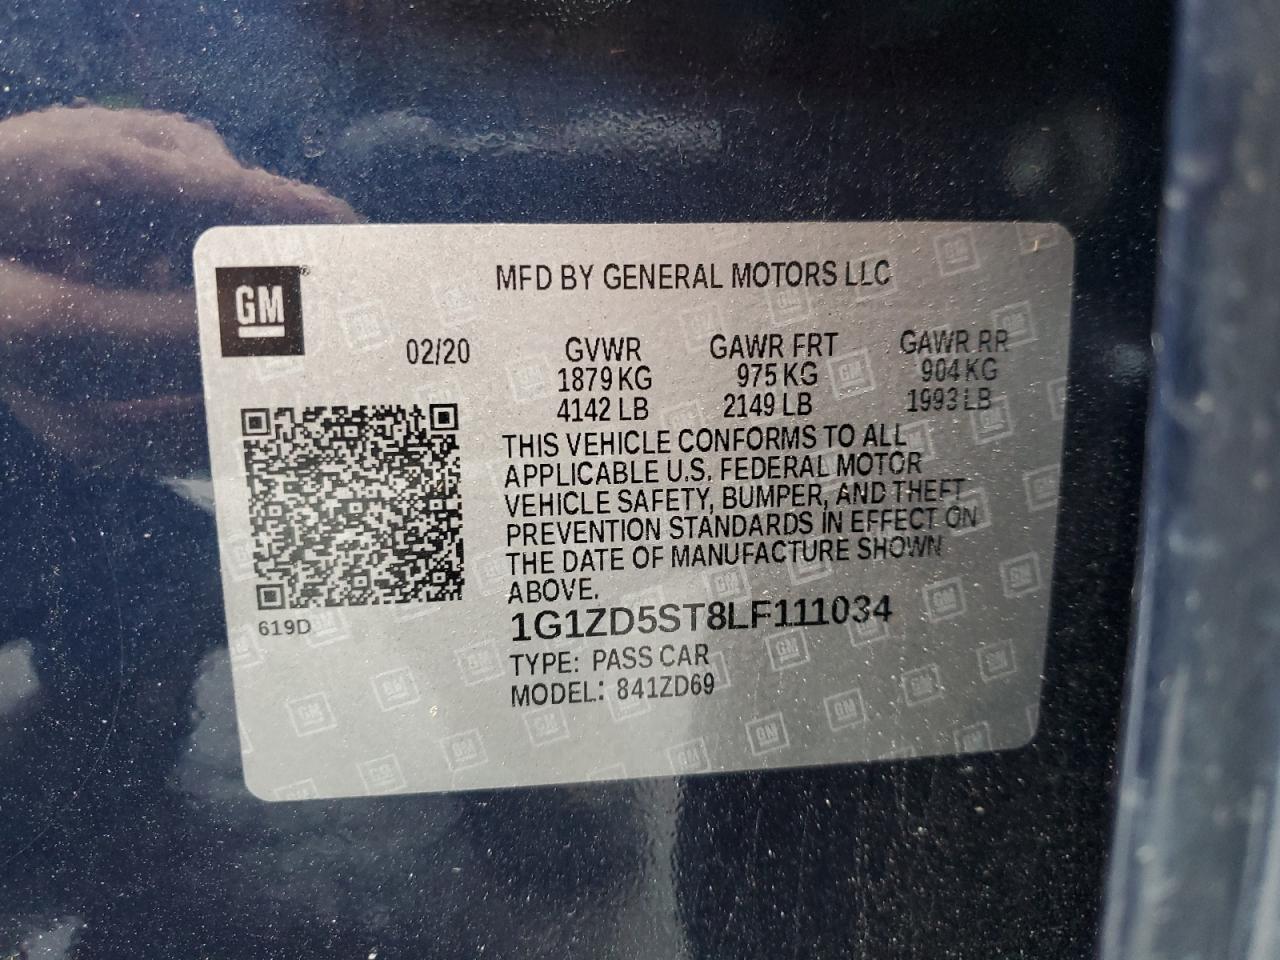 GM
MFD BY GENERAL MOTORS LLC
02/20 GVWR GAWR FRT GAWR RR
1879 KG 975 KG 904 KG
4142 LB 2149 LB 1993 LB
THIS VEHICLE CONFORMS TO ALL
APPLICABLE U.S. FEDERAL MOTOR
VEHICLE SAFETY, BUMPER, AND THEFT
PREVENTION STANDARDS IN EFFECT ON
THE DATE OF MANUFACTURE SHOWN
ABOVE.
619D
1G1ZD5ST8LF111034
TYPE: PASS CAR
MODEL: 841ZD69